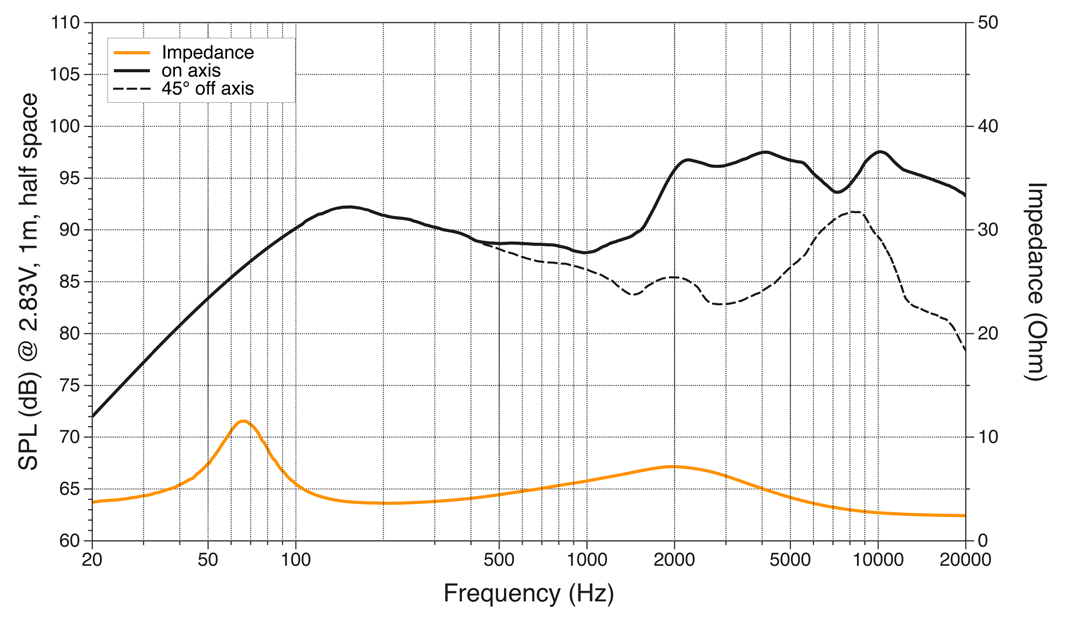 110
105
100
95
90
85
80
75
70
65
60
SPL (dB) @ 2.83V, 1m, half space
Impedance
on axis
45° off axis
50
40
30
20
10
0
Impedance (Ohm)
20 50 100 500 1000 2000 5000 10000 20000
Frequency (Hz)